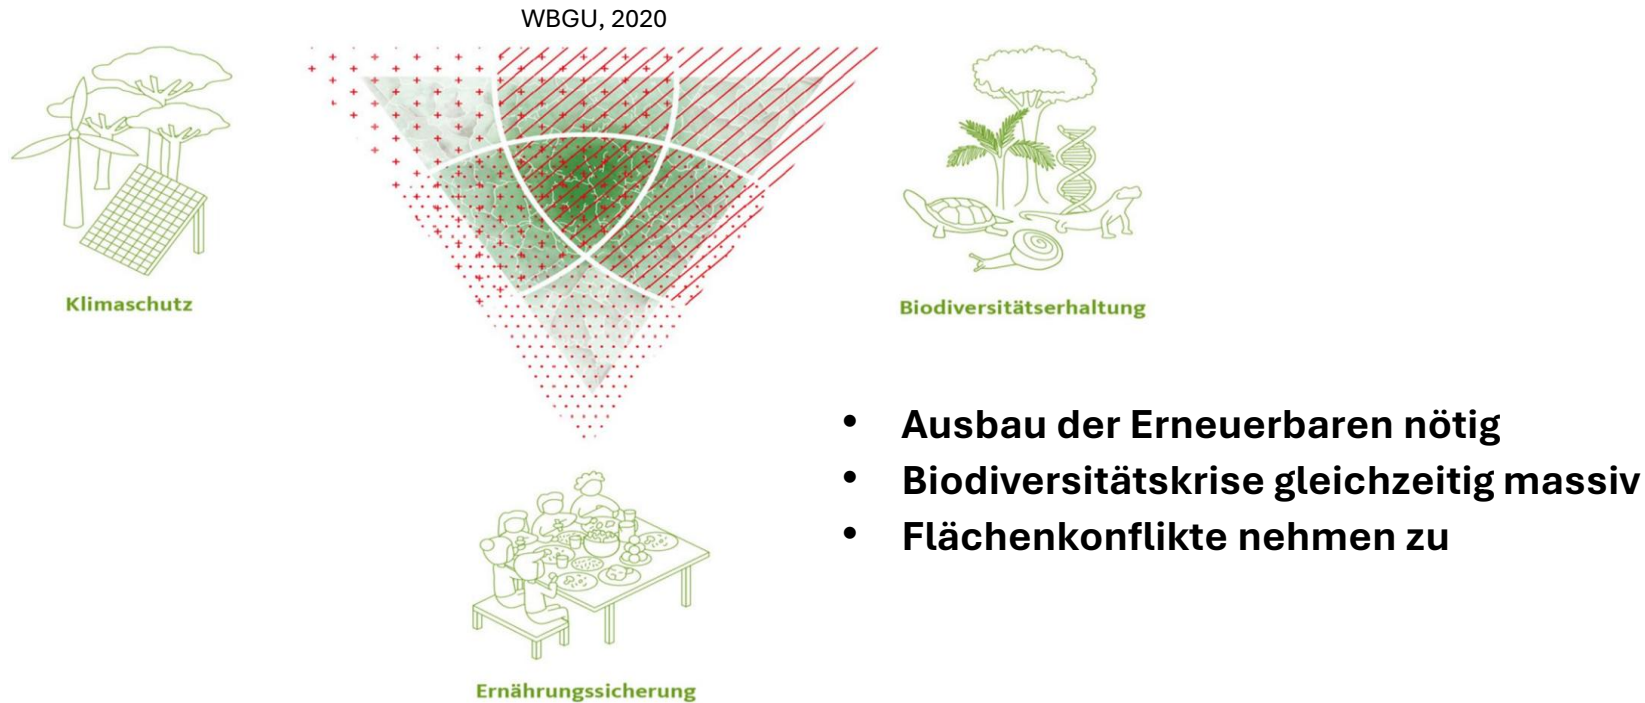 WBGU, 2020
Klimaschutz
Biodiversitätserhaltung
• Ausbau der Erneuerbaren nötig
• Biodiversitätskrise gleichzeitig massiv
• Flächenkonflikte nehmen zu
Ernährungssicherung